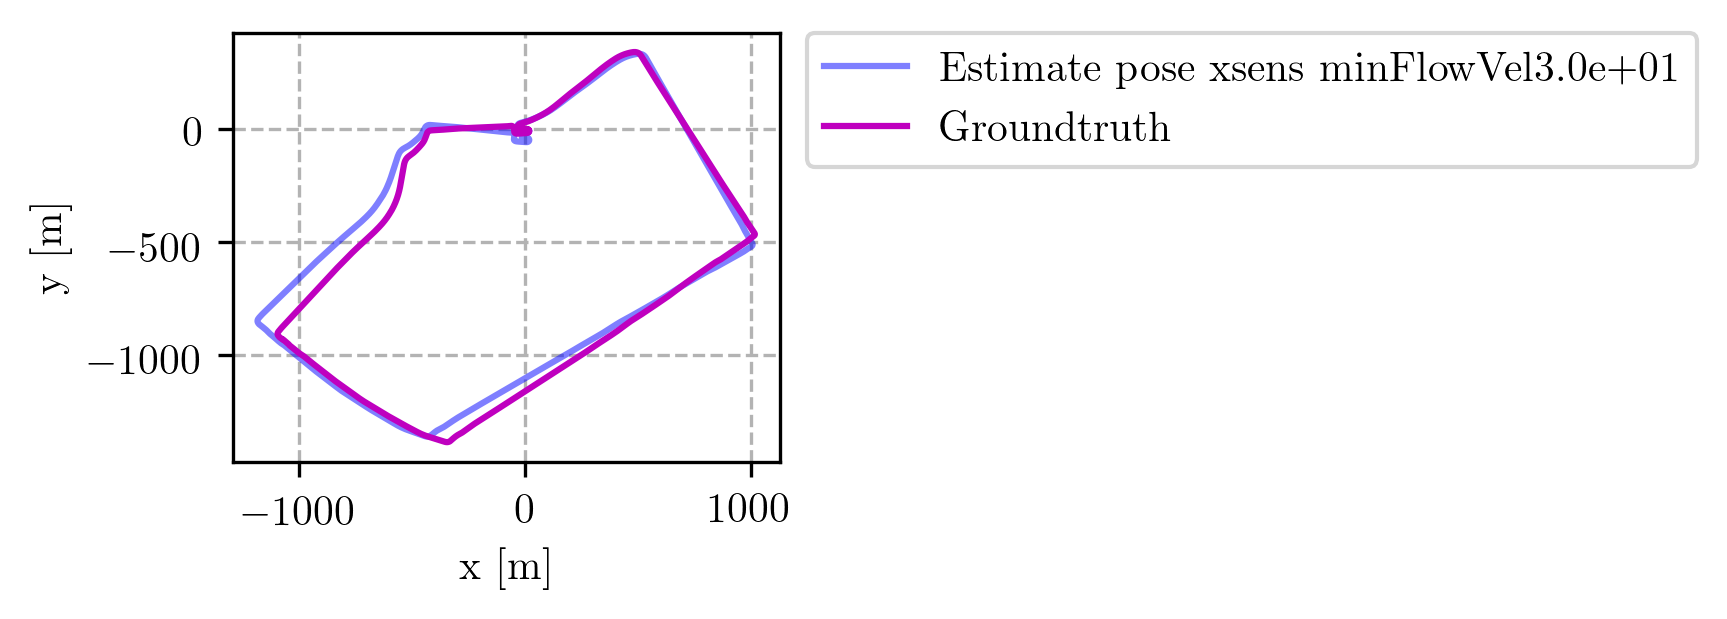 Estimate pose xsens minFlowVel3.0e+01
Groundtruth
0
−500
−1000
y [m]
−1000
0
1000
x [m]